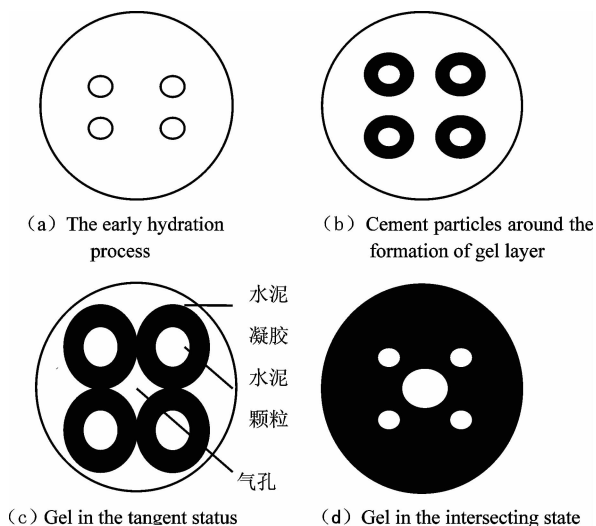 (a) The early hydration
process
(b) Cement particles around the
formation of gel layer
水泥
凝胶
水泥
颗粒
气孔
(c) Gel in the tangent status
(d) Gel in the intersecting state